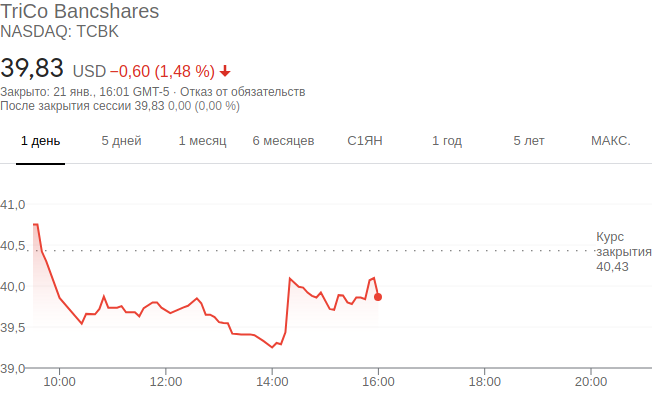 TriCo Bancshares
NASDAQ: TCBK
39,83 USD −0,60 (1,48 %)
Закрыто: 21 янв., 16:01 GMT-5 · Отказ от обязательств
После закрытия сессии 39,83 0,00 (0,00 %)
1 день 5 дней 1 месяц 6 месяцев С1ЯН 1 год 5 лет МАКС.
41,0
40,5
40,0
39,5
39,0
Курс
закрытия
40,43
10:00 12:00 14:00 16:00 18:00 20:00